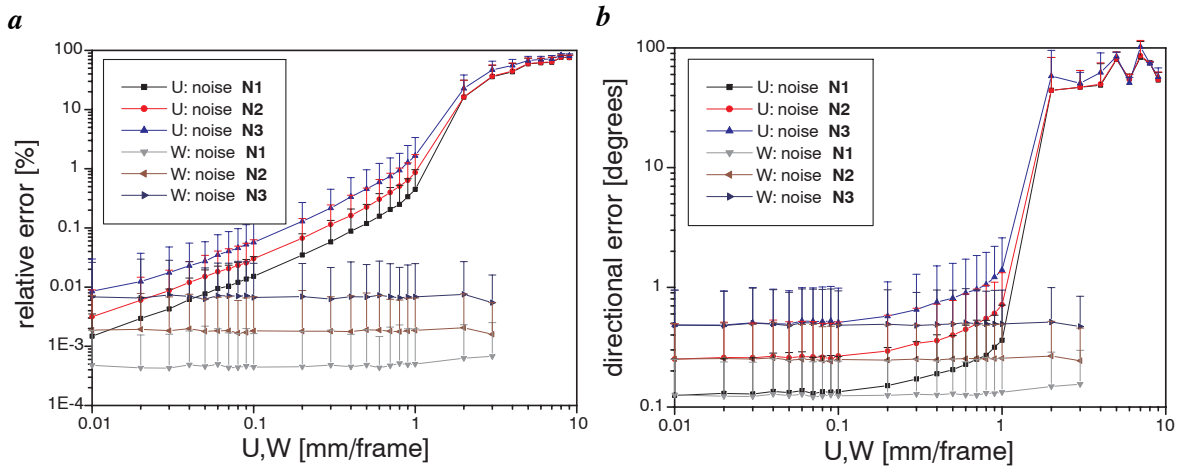 a
100
10
1
0.1
0.01
1E-3
1E-4
relative error [%]
U: noise N1
U: noise N2
U: noise N3
W: noise N1
W: noise N2
W: noise N3
0.01
0.1
1
10
U,W [mm/frame]
b
100
10
1
0.1
directional error [degrees]
U: noise N1
U: noise N2
U: noise N3
W: noise N1
W: noise N2
W: noise N3
0.01
0.1
1
10
U,W [mm/frame]